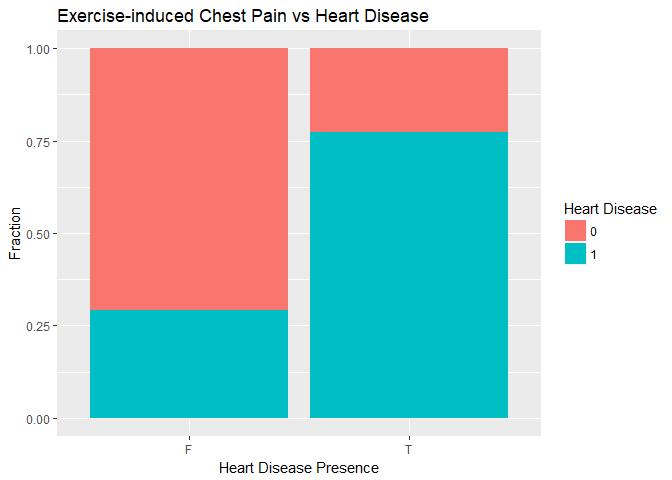 Exercise-induced Chest Pain vs Heart Disease
1.00
0.75
0.50
0.25
0.00
Fraction
F
T
Heart Disease Presence
Heart Disease
0
1